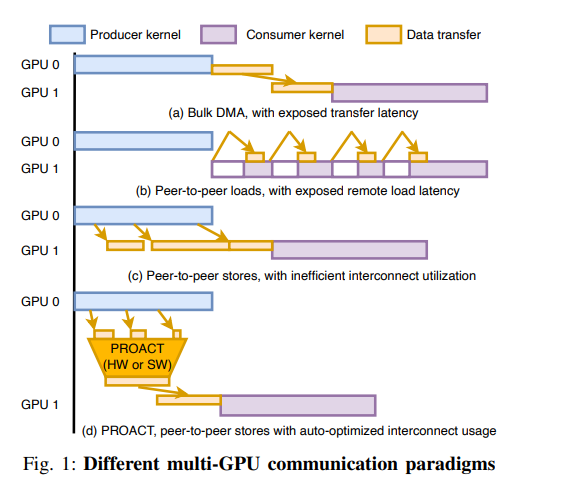 Producer kernel Consumer kernel Data transfer
GPU 0
GPU 1
(a) Bulk DMA, with exposed transfer latency
GPU 0
GPU 1
(b) Peer-to-peer loads, with exposed remote load latency
GPU 0
GPU 1
(c) Peer-to-peer stores, with inefficient interconnect utilization
GPU 0
PROACT
(HW or SW)
GPU 1
(d) PROACT, peer-to-peer stores with auto-optimized interconnect usage
Fig. 1: Different multi-GPU communication paradigms